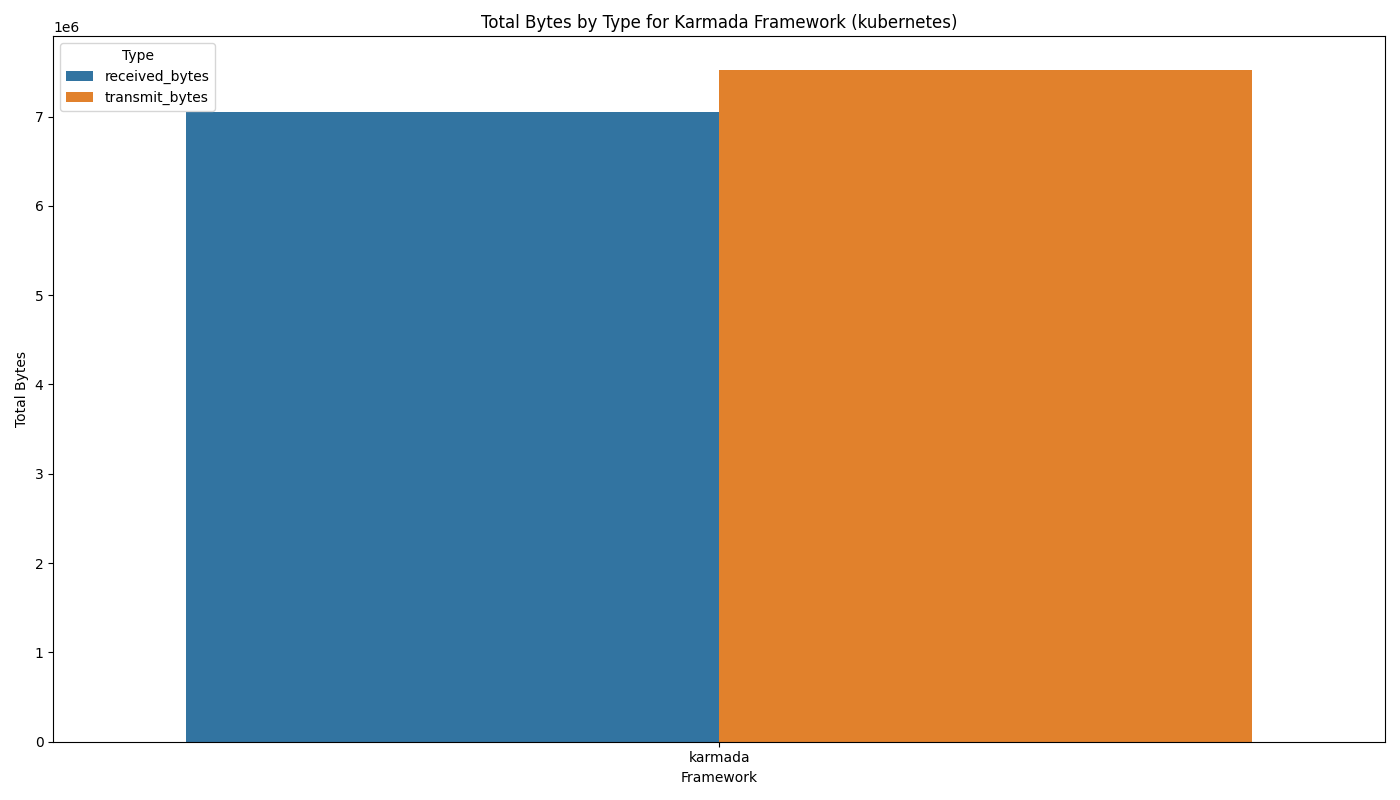 Total Bytes by Type for Karmada Framework (kubernetes)
1e6
Type
received_bytes
transmit_bytes
7
6
5
4
3
2
1
0
Total Bytes
karmada
Framework